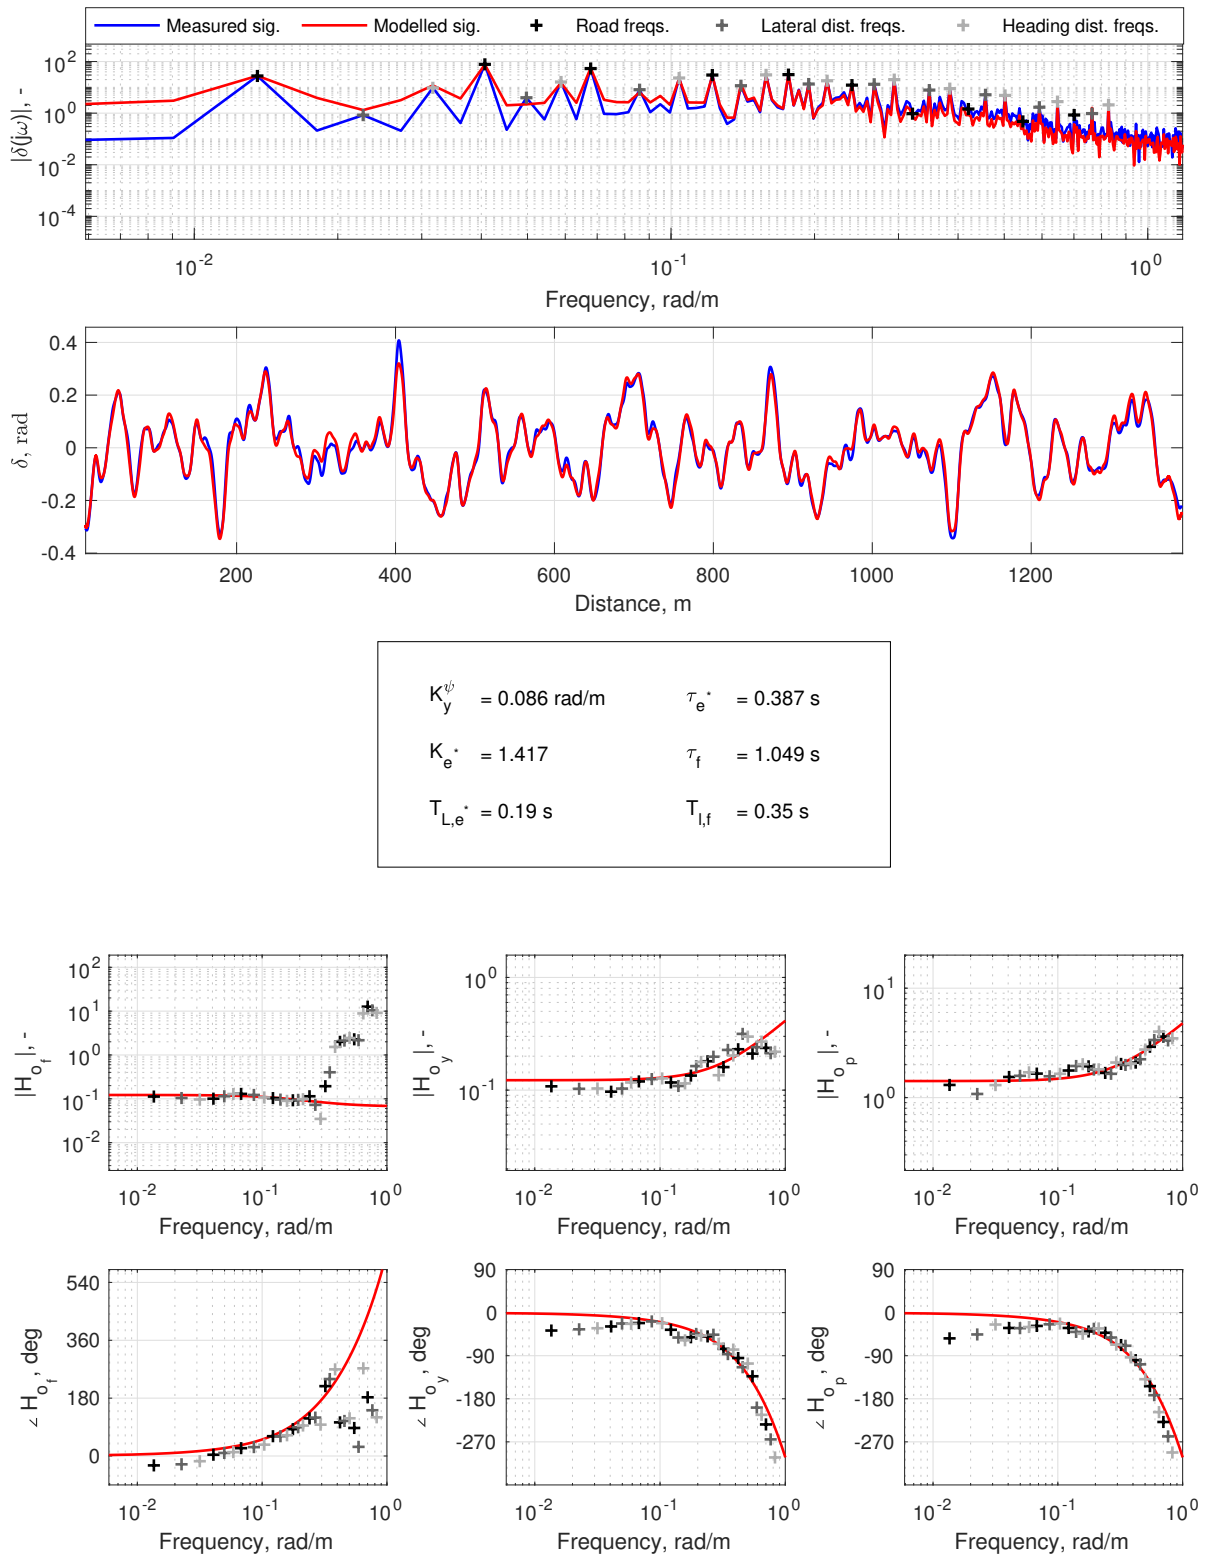 Measured sig. Modelled sig. Road freqs. Lateral dist. freqs. Heading dist. freqs.
|δ(jω)|, -
10^2
10^0
10^-2
10^-4
10^-2 10^-1 10^0
Frequency, rad/m
δ, rad
0.4
0.2
0
-0.2
-0.4
200 400 600 800 1000 1200
Distance, m
K_y^ψ = 0.086 rad/m τ_e* = 0.387 s
K_e* = 1.417 τ_f = 1.049 s
T_L,e* = 0.19 s T_l,f = 0.35 s
|H_o_f|, -
10^2
10^1
10^0
10^-1
10^-2
10^-2 10^-1 10^0
Frequency, rad/m
|H_o_y|, -
10^0
10^-1
10^-2 10^-1 10^0
Frequency, rad/m
|H_o_p|, -
10^1
10^0
10^-2 10^-1 10^0
Frequency, rad/m
∠ H_o_f, deg
540
360
180
0
10^-2 10^-1 10^0
Frequency, rad/m
∠ H_o_y, deg
90
0
-90
-180
-270
10^-2 10^-1 10^0
Frequency, rad/m
∠ H_o_p, deg
90
0
-90
-180
-270
10^-2 10^-1 10^0
Frequency, rad/m